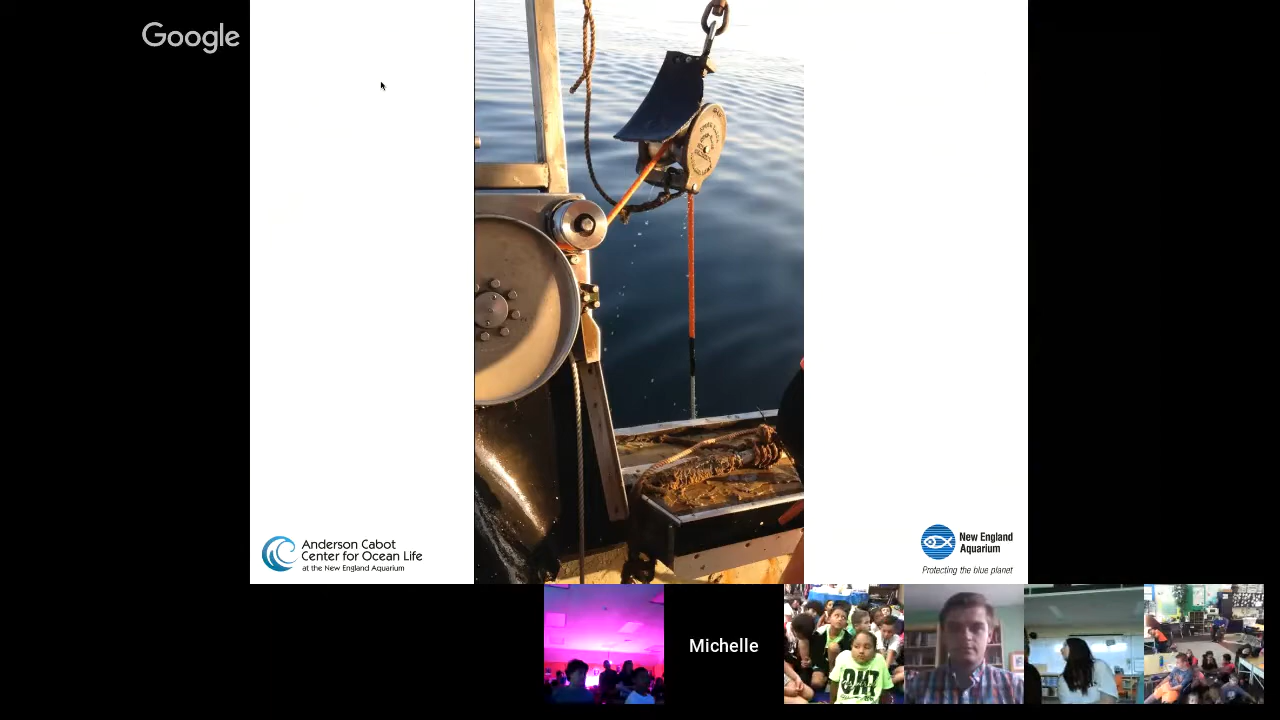 Google
Anderson Cabot
Center for Ocean Life
at the New England Aquarium
New England
Aquarium
Protecting the blue planet
Michelle